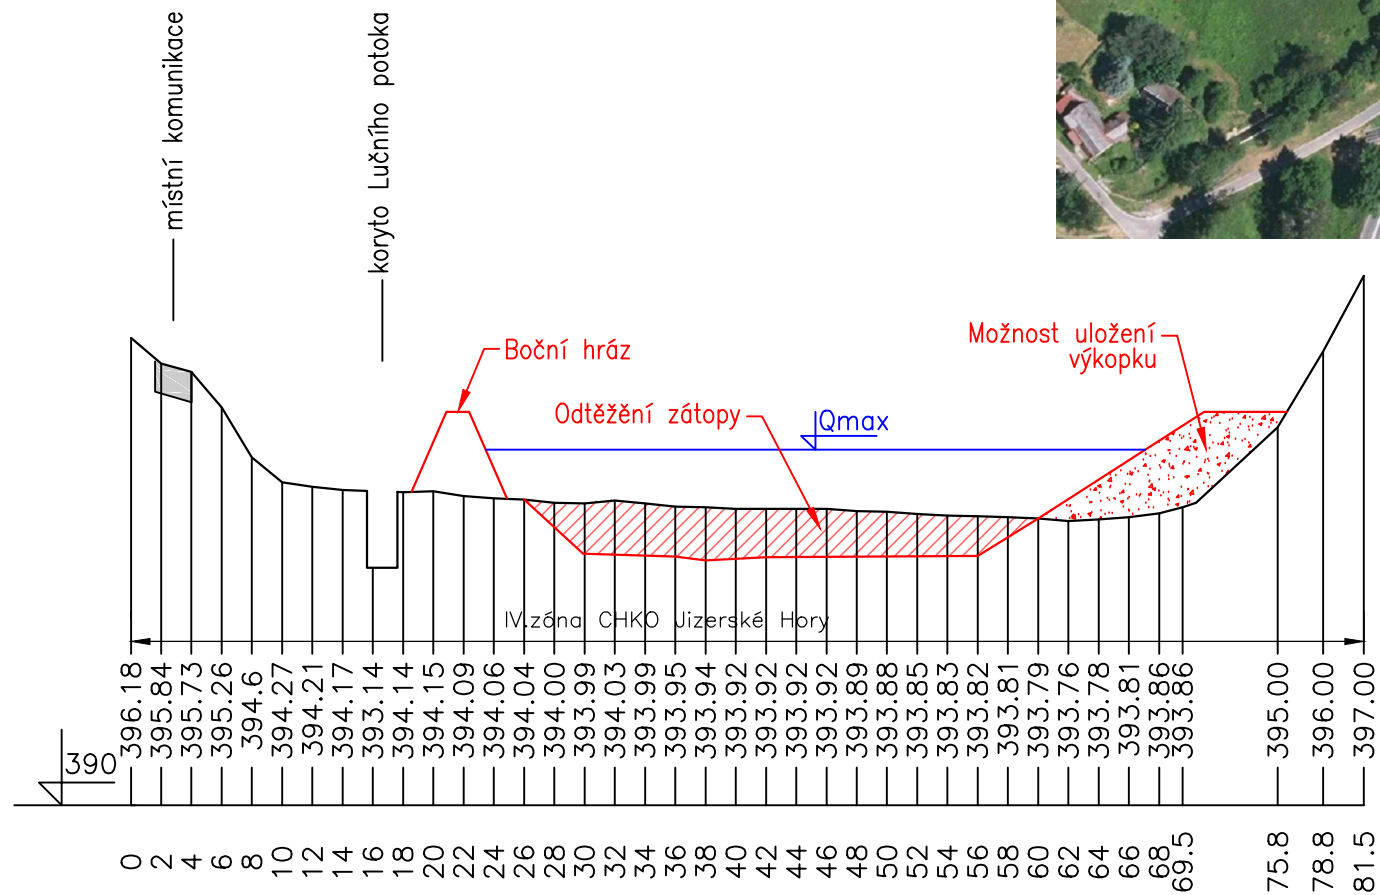 místní komunikace
koryto Lučního potoka
Boční hráz
Odtěžění zátopy
Qmax
Možnost uložení
výkopku
IV.zóna CHKO Jizerské Hory
396.18 395.84 395.73 395.26 394.6 394.27 394.21 394.17 393.14 394.14 394.15 394.09 394.06 394.04 394.00 393.99 394.03 393.99 393.95 393.94 393.92 393.92 393.92 393.92 393.89 393.88 393.85 393.83 393.82 393.81 393.79 393.76 393.78 393.81 393.86 393.86 395.00 396.00 397.00
390
0 2 4 6 8 10 12 14 16 18 20 22 24 26 28 30 32 34 36 38 40 42 44 46 48 50 52 54 56 58 60 62 64 66 68 69.5 75.8 78.8 81.5